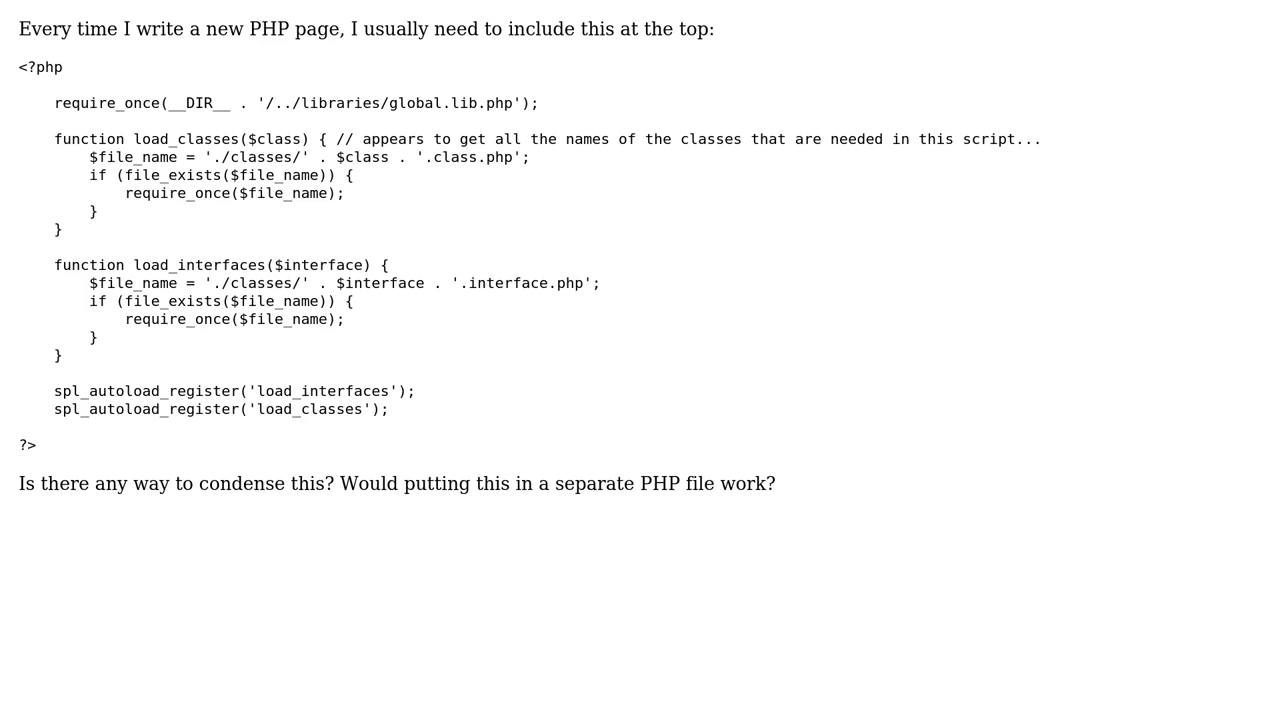 Every time I write a new PHP page, I usually need to include this at the top:
<?php
    require_once(__DIR__ . '/../libraries/global.lib.php');
    function load_classes($class) { // appears to get all the names of the classes that are needed in this script...
        $file_name = './classes/' . $class . '.class.php';
        if (file_exists($file_name)) {
            require_once($file_name);
        }
    }
    function load_interfaces($interface) {
        $file_name = './classes/' . $interface . '.interface.php';
        if (file_exists($file_name)) {
            require_once($file_name);
        }
    }
    spl_autoload_register('load_interfaces');
    spl_autoload_register('load_classes');
?>
Is there any way to condense this? Would putting this in a separate PHP file work?